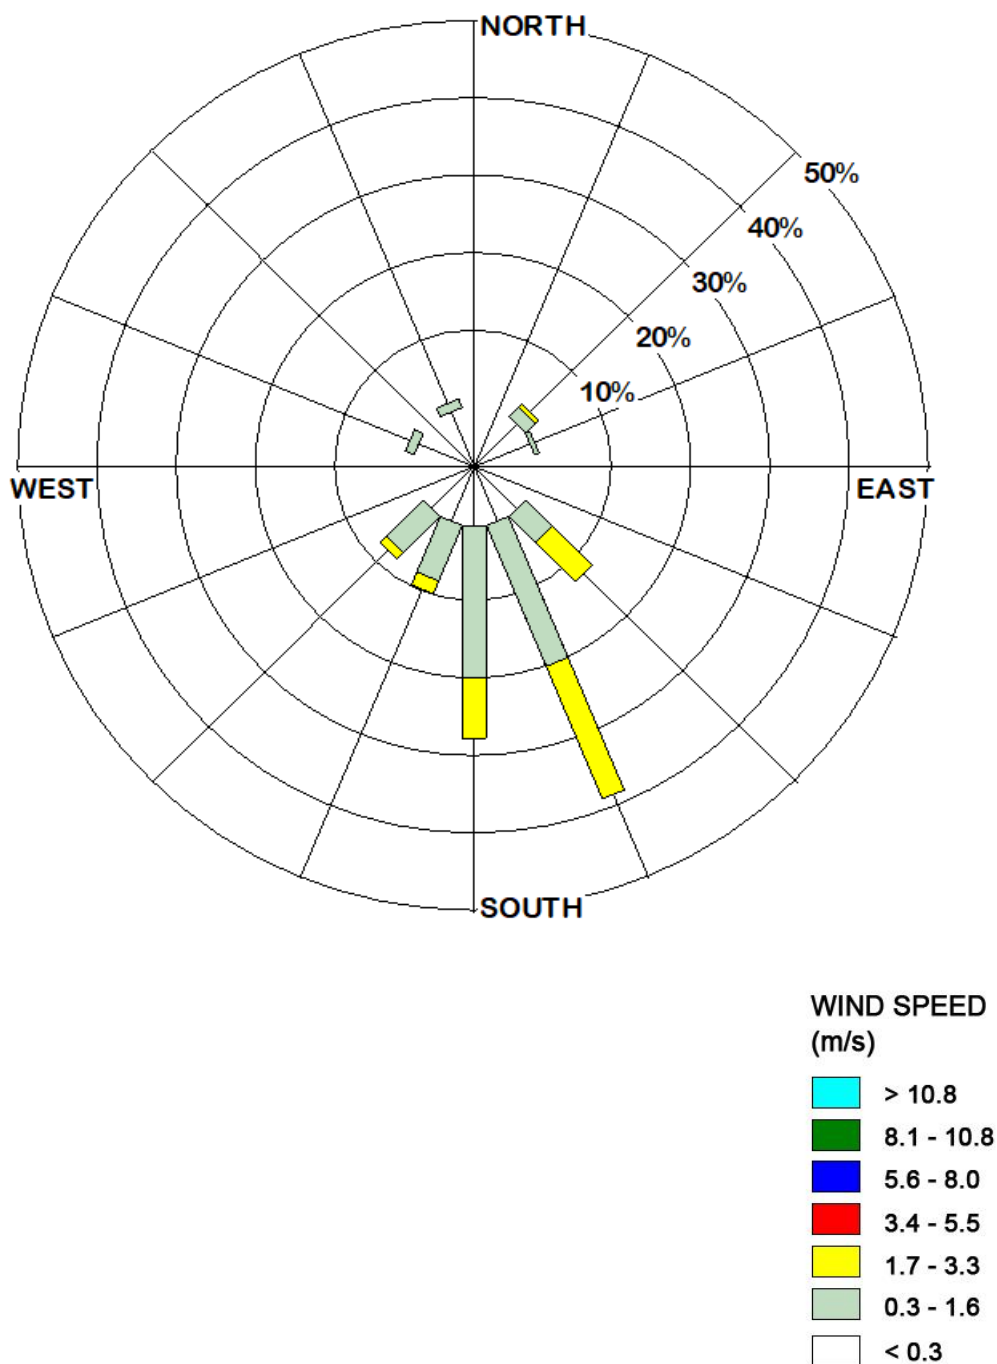 NORTH
50%
40%
30%
20%
10%
WEST
EAST
SOUTH
WIND SPEED
(m/s)
> 10.8
8.1 - 10.8
5.6 - 8.0
3.4 - 5.5
1.7 - 3.3
0.3 - 1.6
< 0.3